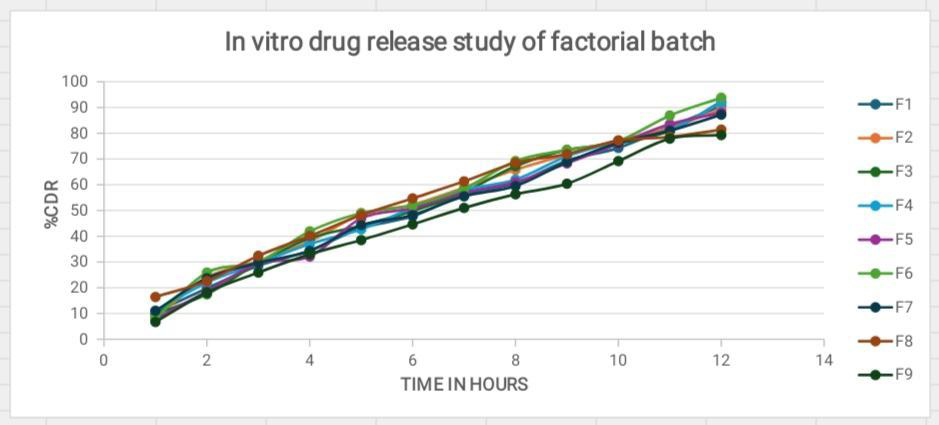 In vitro drug release study of factorial batch
100
90
80
70
60
50
40
30
20
10
0
%CDR
0 2 4 6 8 10 12 14
TIME IN HOURS
F1
F2
F3
F4
F5
F6
F7
F8
F9